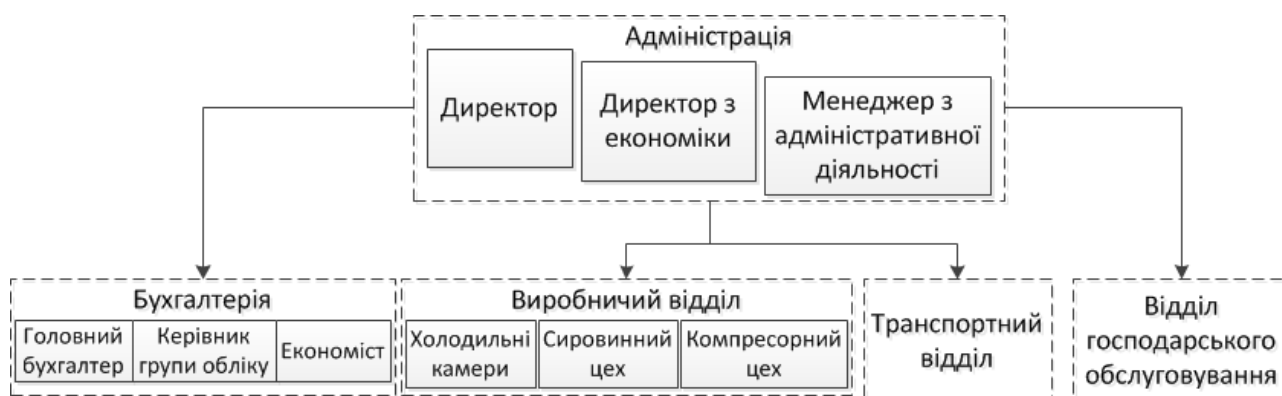 Адміністрація
Директор
Директор з
економіки
Менеджер з
адміністративної
діяльності
Бухгалтерія
Головний
бухгалтер
Керівник
групи обліку
Економіст
Виробничий відділ
Холодильні
камери
Сировинний
цех
Компресорний
цех
Транспортний
відділ
Відділ
господарського
обслуговування